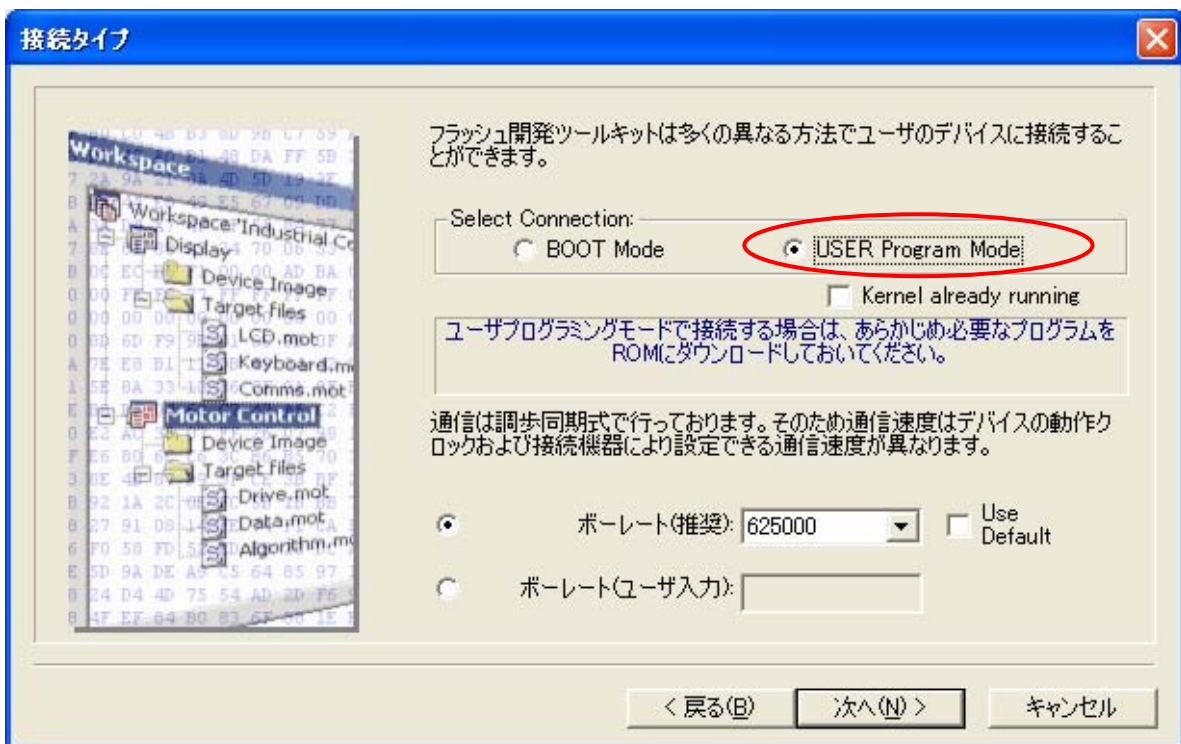 接続タイプ
Workspace
Workspace 'Industrial Co
Display
Device Image
Target files
LCD.mot
Keyboard.m
Comms.mot
Motor Control
Device Image
Target files
Drive.mot
Data.mot
Algorithm.mo
フラッシュ開発ツールキットは多くの異なる方法でユーザのデバイスに接続するこ
とができます。
Select Connection:
BOOT Mode
USER Program Mode
Kernel already running
ユーザプログラミングモードで接続する場合は、あらかじめ必要なプログラムを
ROMにダウンロードしておいてください。
通信は調歩同期式で行っております。そのため通信速度はデバイスの動作ク
ロックおよび接続機器により設定できる通信速度が異なります。
ボーレート(推奨): 625000
Use
Default
ボーレート(ユーザ入力):
< 戻る(B)
次へ(N) >
キャンセル